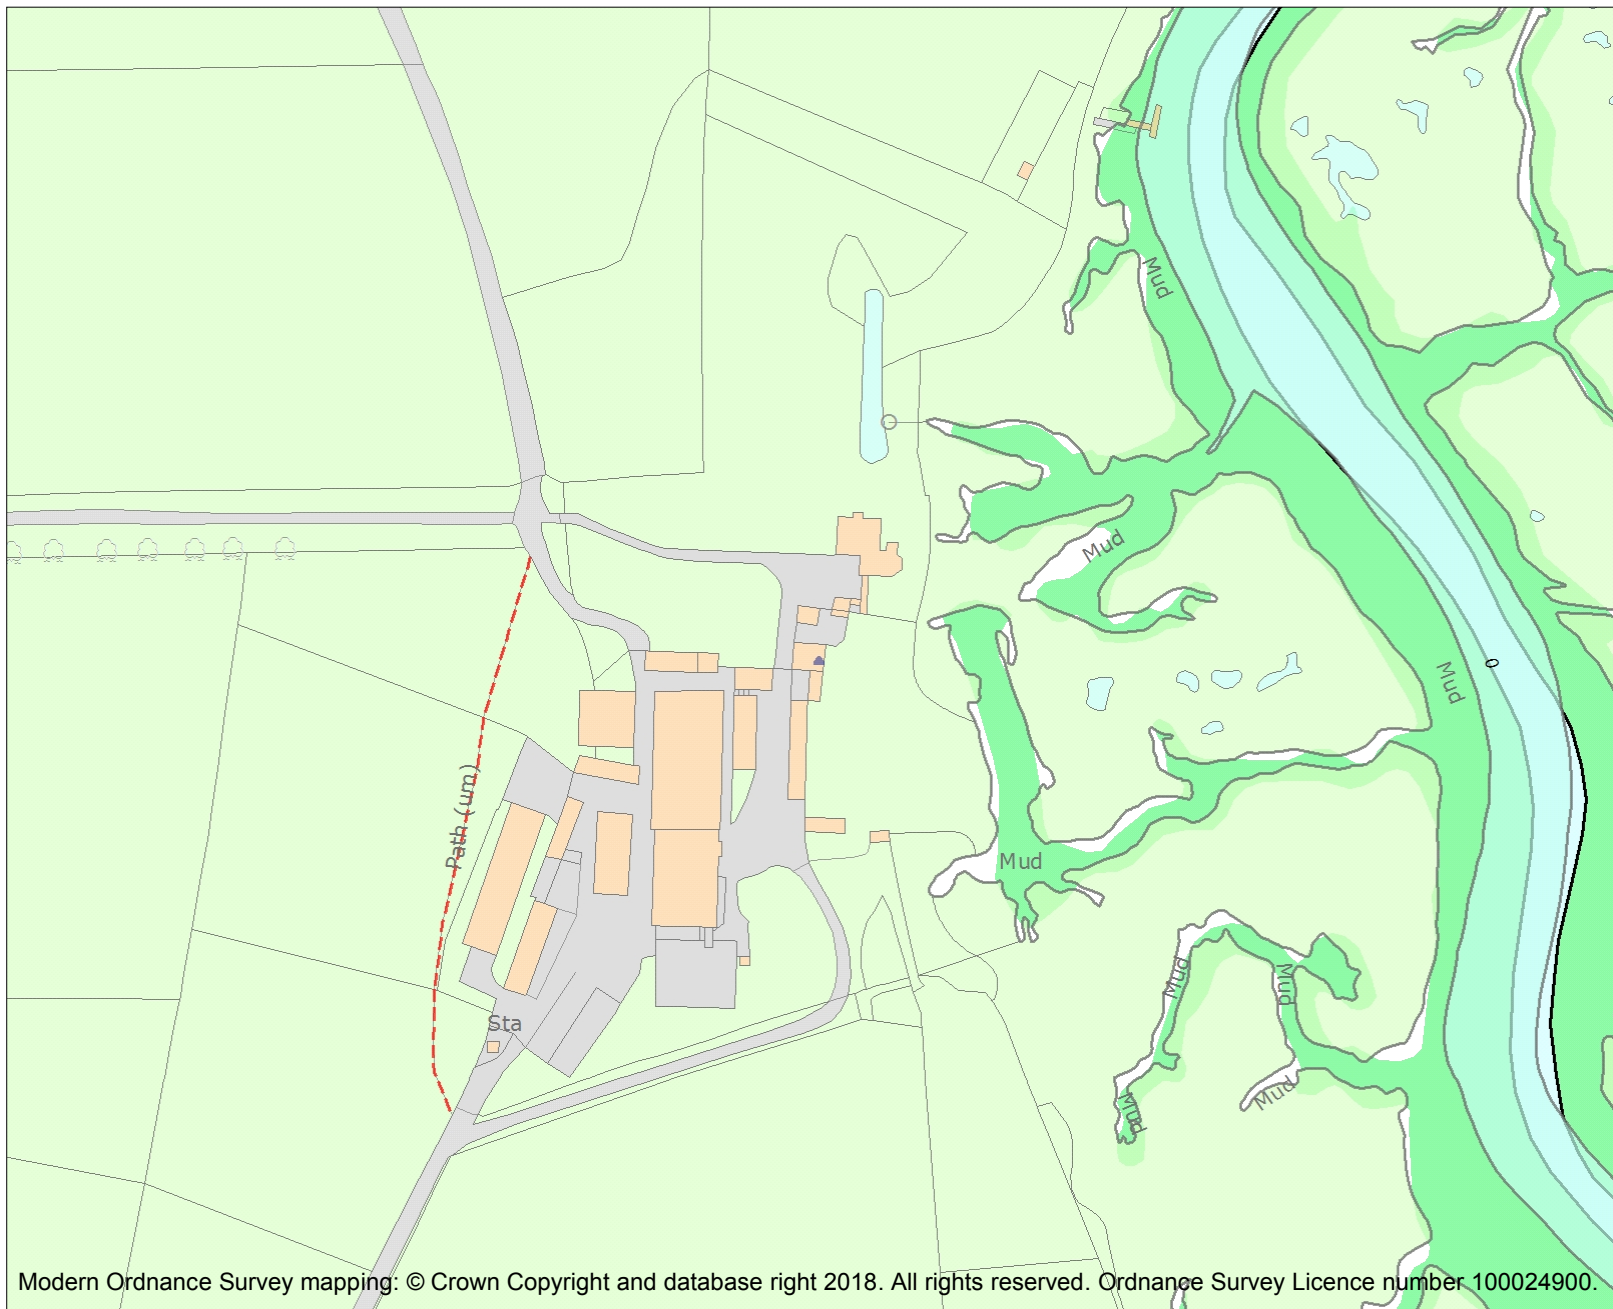 Mud
Mud
Mud
0
Path (um)
Mud
Mud
Mud
Sta
Mud
Mud
Modern Ordnance Survey mapping: © Crown Copyright and database right 2018. All rights reserved. Ordnance Survey Licence number 100024900.